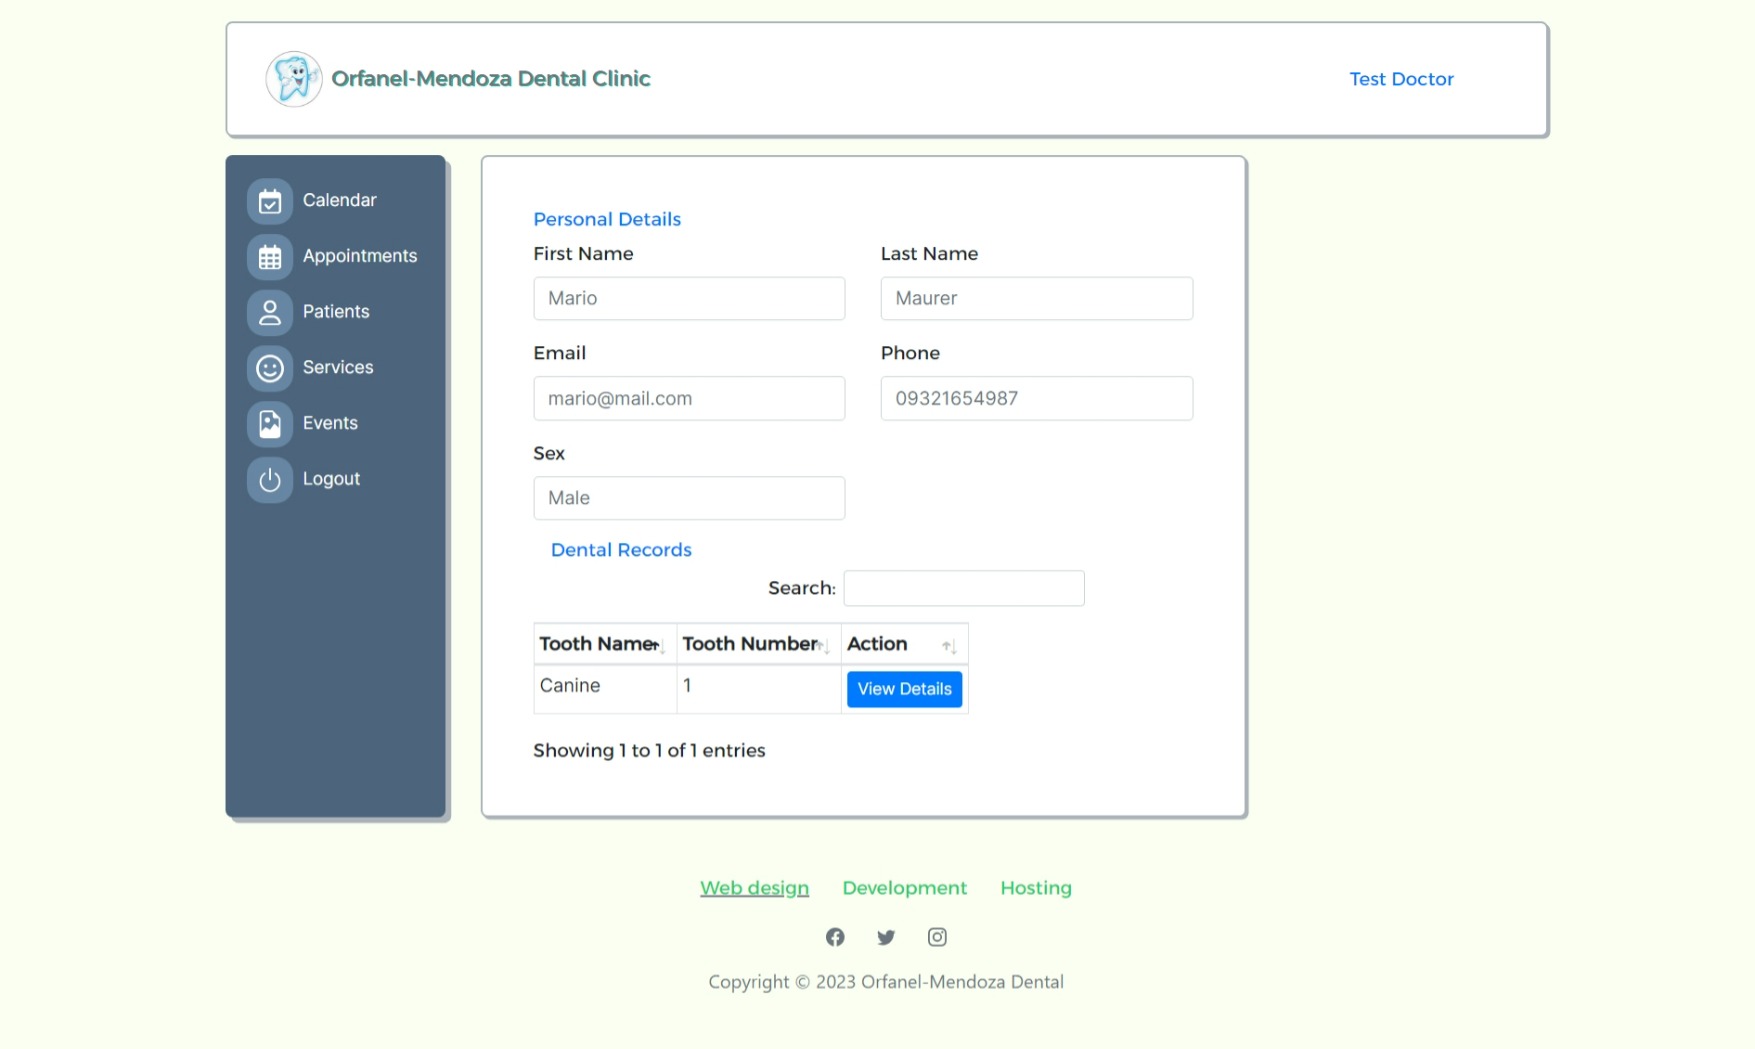 Orfanel-Mendoza Dental Clinic
Test Doctor
Calendar
Appointments
Patients
Services
Events
Logout
Personal Details
First Name Last Name
Mario Maurer
Email Phone
mario@mail.com 09321654987
Sex
Male
Dental Records
Search:
Tooth Name Tooth Number Action
Canine 1 View Details
Showing 1 to 1 of 1 entries
Web design Development Hosting
Copyright © 2023 Orfanel-Mendoza Dental